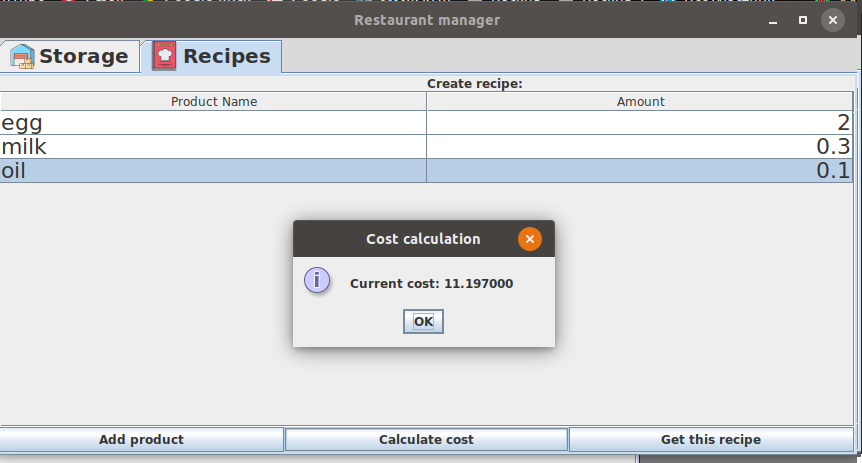 Restaurant manager
Storage
Recipes
Create recipe:
Product Name
Amount
egg
2
milk
0.3
oil
0.1
Cost calculation
Current cost: 11.197000
OK
Add product
Calculate cost
Get this recipe